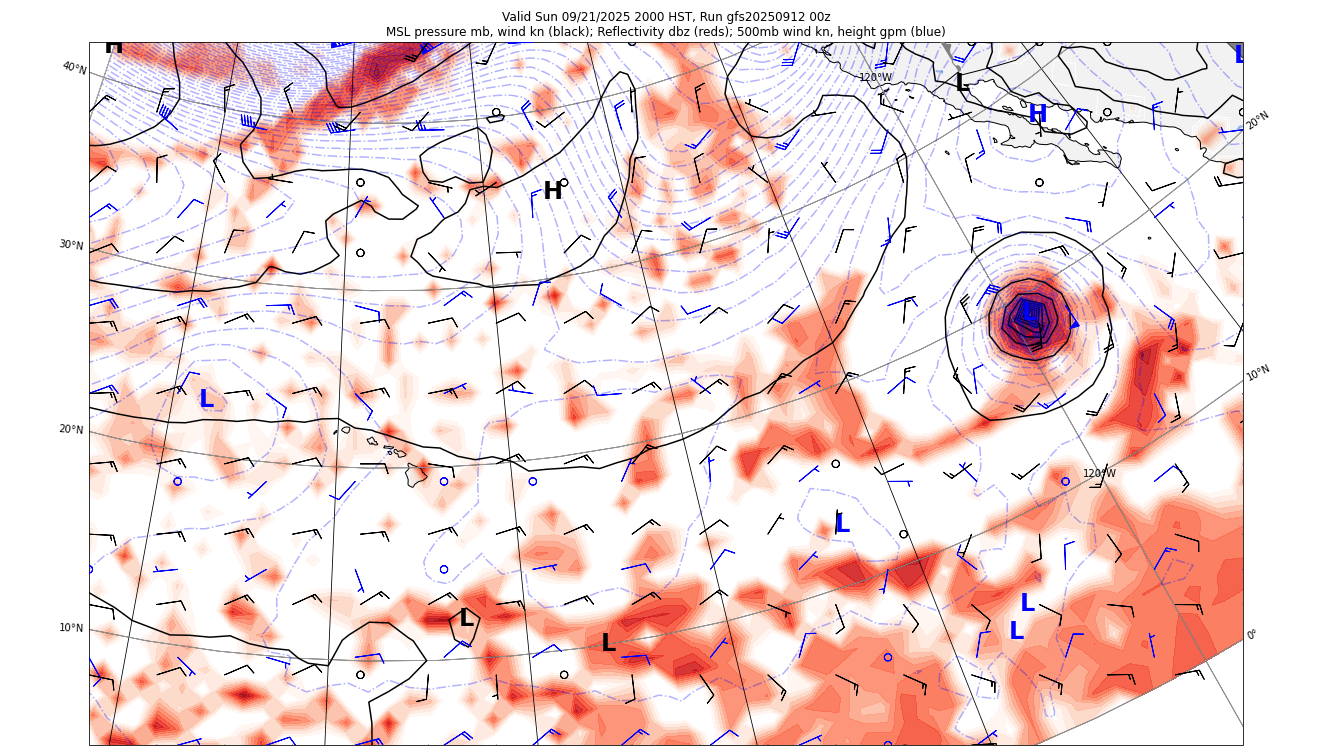 Valid Sun 09/21/2025 2000 HST, Run gfs20250912 00z
MSL pressure mb, wind kn (black); Reflectivity dbz (reds); 500mb wind kn, height gpm (blue)
H
L
40°N
120°W
L
H
20°N
H
30°N
L
10°N
L
20°N
120°W
L
L
L
10°N
L
L
0°